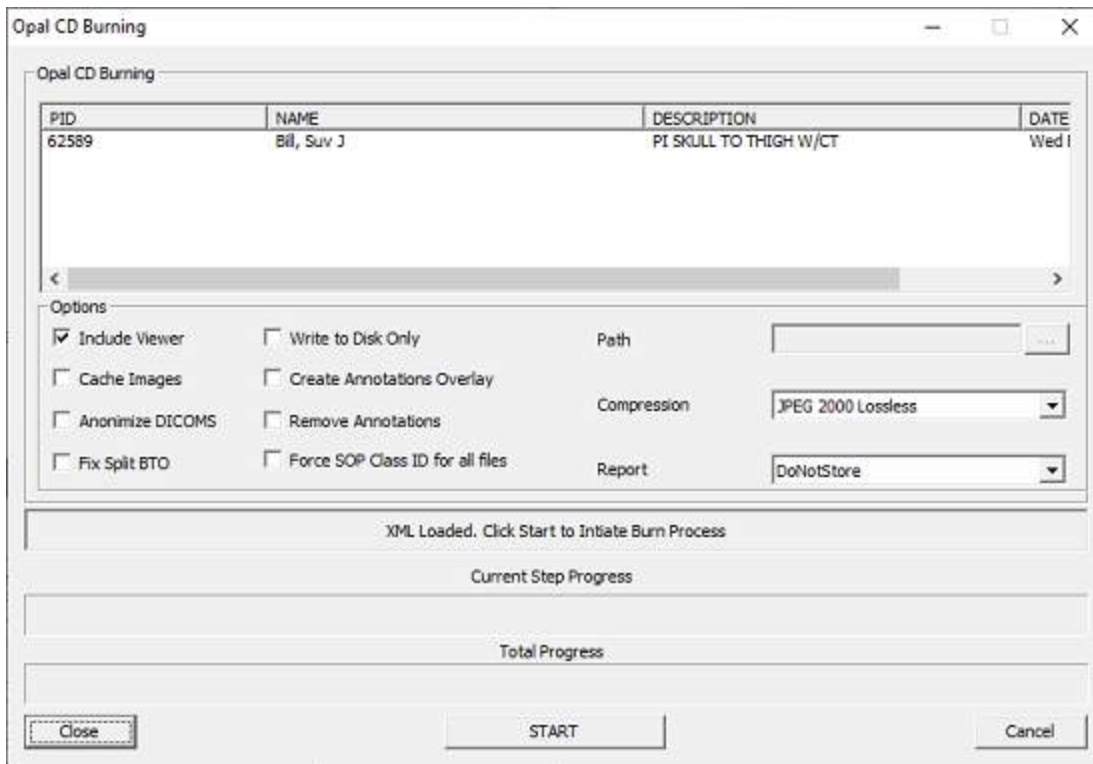 Opal CD Burning
Opal CD Burning
PID NAME DESCRIPTION DATE
62589 Bill, Suv J PI SKULL TO THIGH W/CT Wed
Options
Include Viewer Write to Disk Only Path ...
Cache Images Create Annotations Overlay
Compression JPEG 2000 Lossless
Anonimize DICOMS Remove Annotations
Fix Split BTO Force SOP Class ID for all files
Report DoNotStore
XML Loaded. Click Start to Intiate Burn Process
Current Step Progress
Total Progress
Close START Cancel